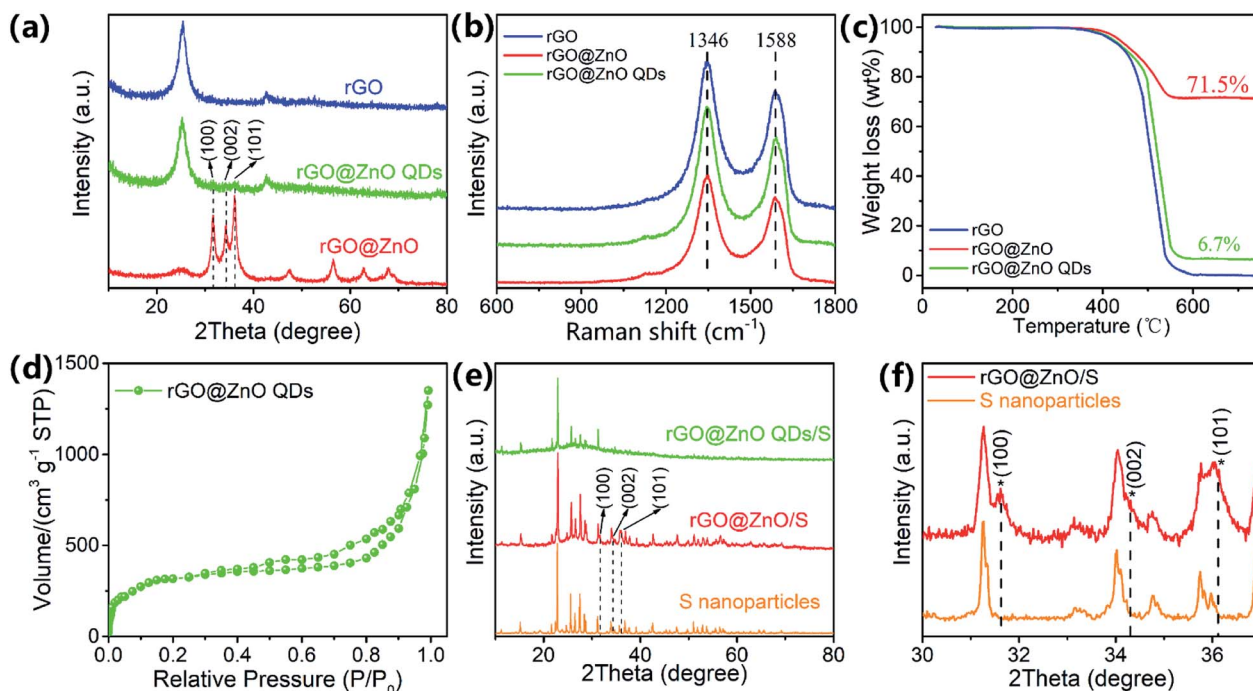 (a)
Intensity (a.u.)
rGO
(100)
(002)
(101)
rGO@ZnO QDs
rGO@ZnO
20 40 60 80
2Theta (degree)
(b)
Intensity (a.u.)
1346 1588
rGO
rGO@ZnO
rGO@ZnO QDs
600 900 1200 1500 1800
Raman shift (cm⁻¹)
(c)
Weight loss (wt%)
100
80
60
40
20
0
71.5%
6.7%
rGO
rGO@ZnO
rGO@ZnO QDs
0 200 400 600
Temperature (℃)
(d)
Volume/(cm³ g⁻¹ STP)
1500
1000
500
0
rGO@ZnO QDs
0.0 0.2 0.4 0.6 0.8 1.0
Relative Pressure (P/P₀)
(e)
Intensity (a.u.)
rGO@ZnO QDs/S
(100)
(002)
(101)
rGO@ZnO/S
S nanoparticles
20 40 60 80
2Theta (degree)
(f)
Intensity (a.u.)
rGO@ZnO/S
S nanoparticles
*(100)
*(002)
*(101)
30 32 34 36
2Theta (degree)